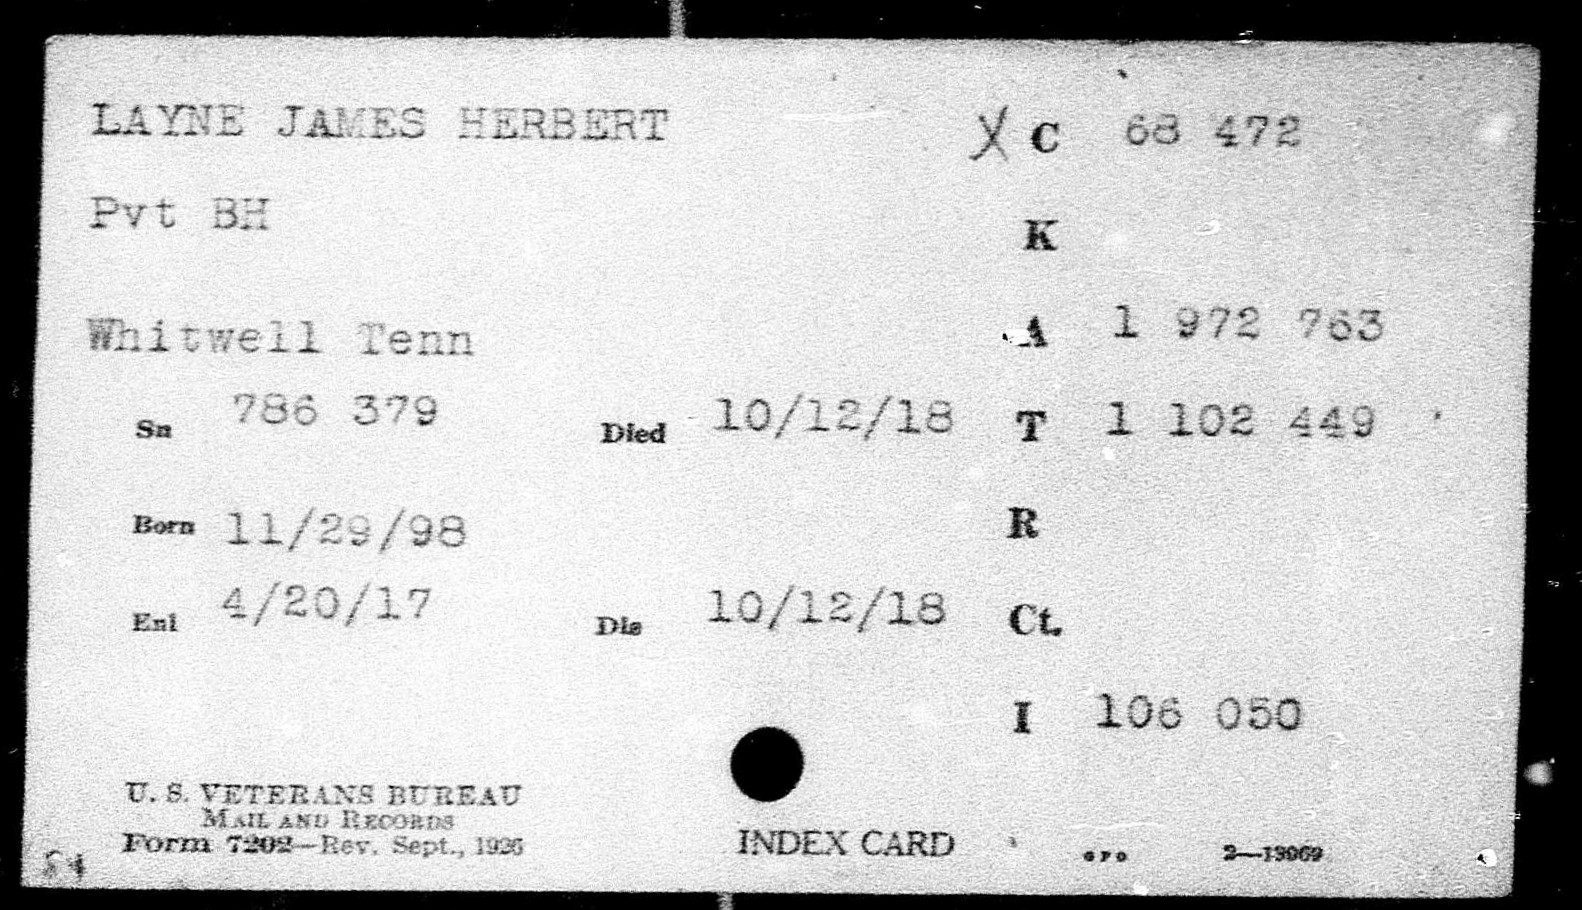 LAYNE JAMES HERBERT
X C 68 472
Pvt BH
K
Whitwell Tenn
A 1 972 763
Sn 786 379
Died 10/12/18
T 1 102 449
Born 11/29/98
R
Enl 4/20/17
Dis 10/12/18
Ct.
I 106 050
U. S. VETERANS BUREAU
MAIL AND RECORDS
Form 7202—Rev. Sept., 1926
INDEX CARD
GPO
2—13069